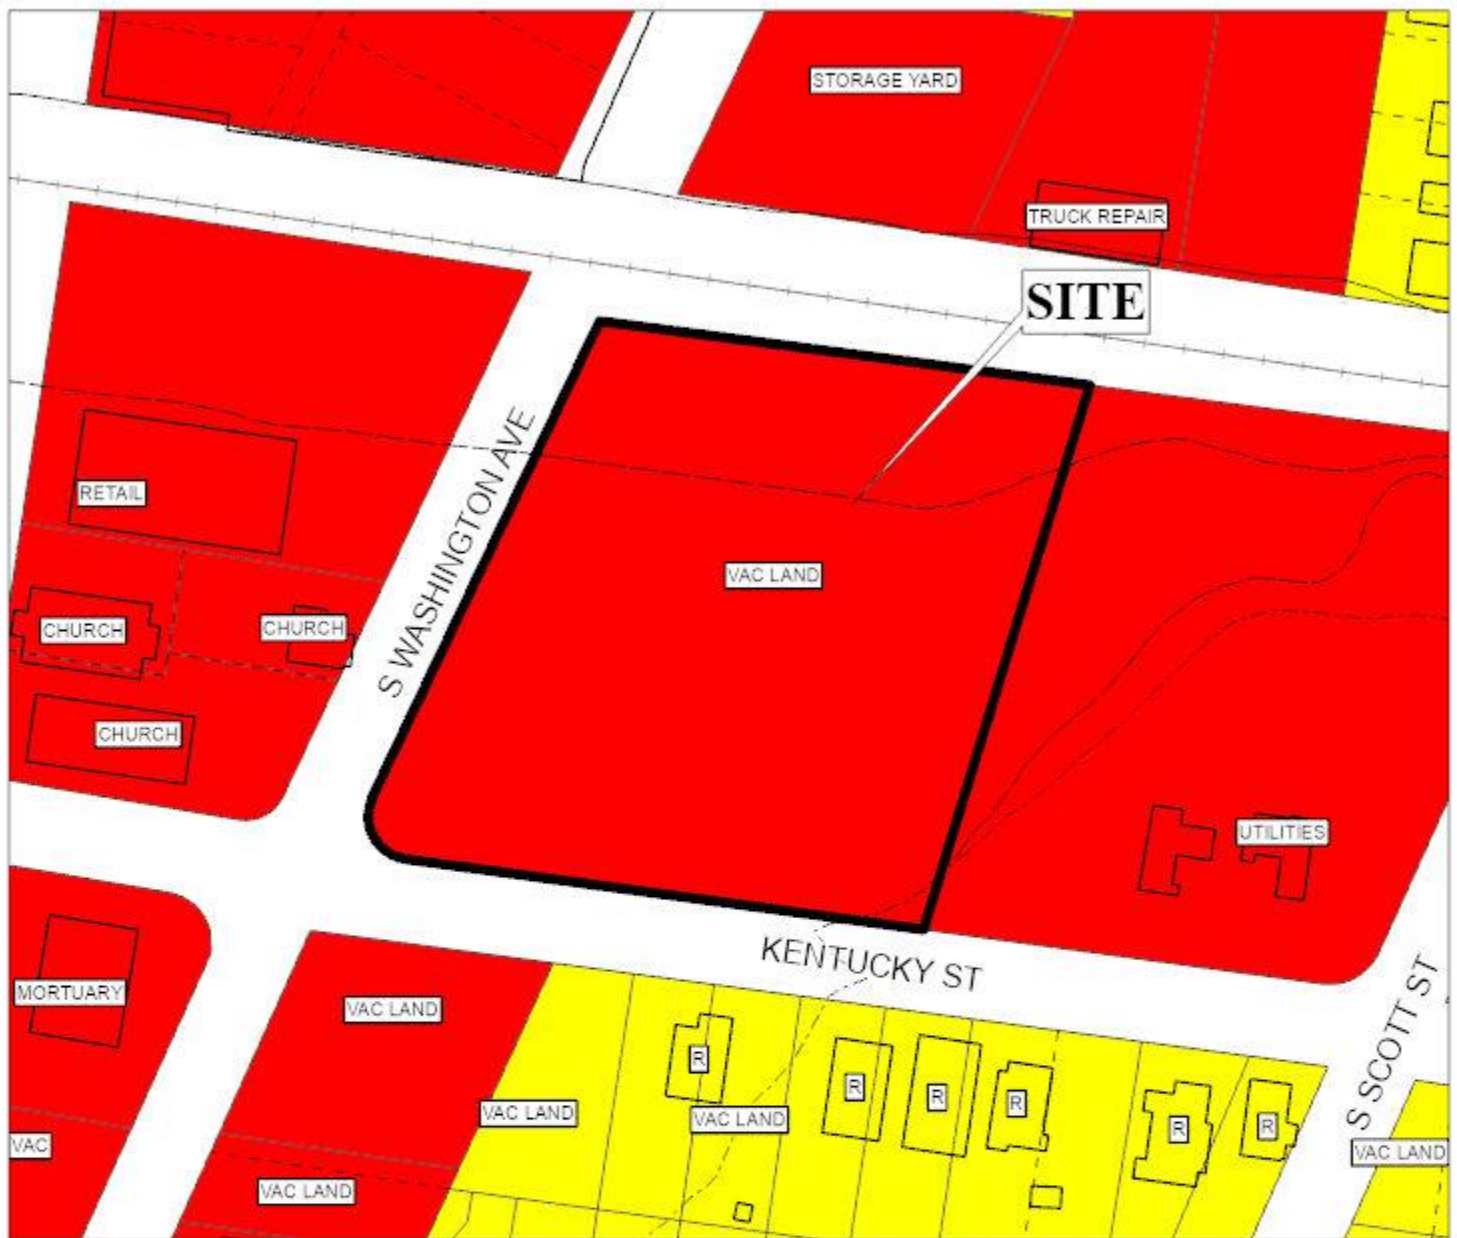 STORAGE YARD
TRUCK REPAIR
SITE
RETAIL
S WASHINGTON AVE
VAC LAND
CHURCH
CHURCH
CHURCH
UTILITIES
KENTUCKY ST
MORTUARY
VAC LAND
S SCOTT ST
R
R
R
R
VAC LAND
VAC LAND
R
R
VAC
VAC LAND
VAC LAND